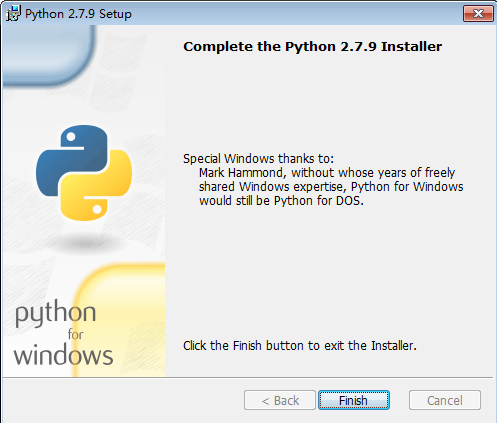 Python 2.7.9 Setup
Complete the Python 2.7.9 Installer
Special Windows thanks to:
Mark Hammond, without whose years of freely
shared Windows expertise, Python for Windows
would still be Python for DOS.
python
for
windows
Click the Finish button to exit the Installer.
< Back
Finish
Cancel